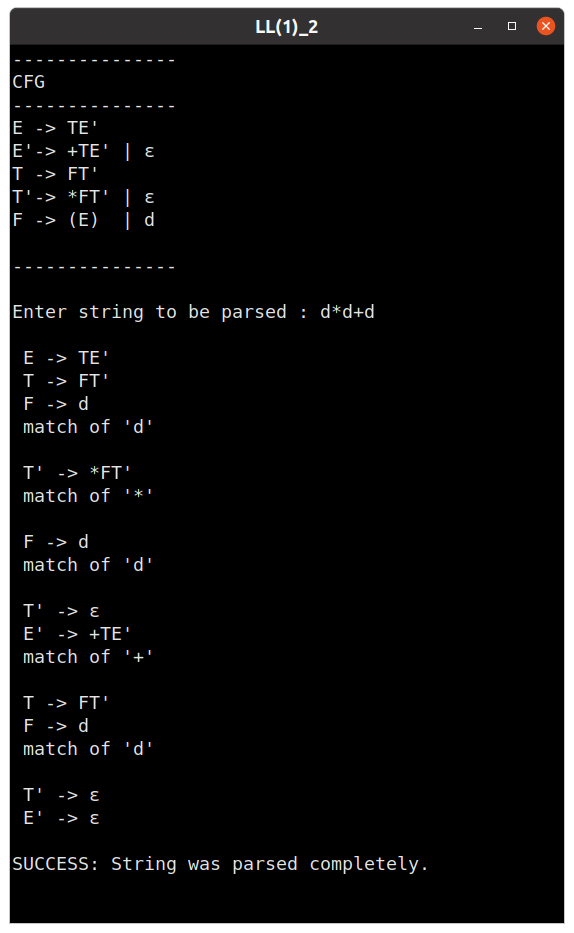 LL(1)_2
---------------
CFG
---------------
E -> TE'
E'-> +TE' | ε
T -> FT'
T'-> *FT' | ε
F -> (E)  | d
---------------
Enter string to be parsed : d*d+d
E -> TE'
T -> FT'
F -> d
match of 'd'
T' -> *FT'
match of '*'
F -> d
match of 'd'
T' -> ε
E' -> +TE'
match of '+'
T -> FT'
F -> d
match of 'd'
T' -> ε
E' -> ε
SUCCESS: String was parsed completely.